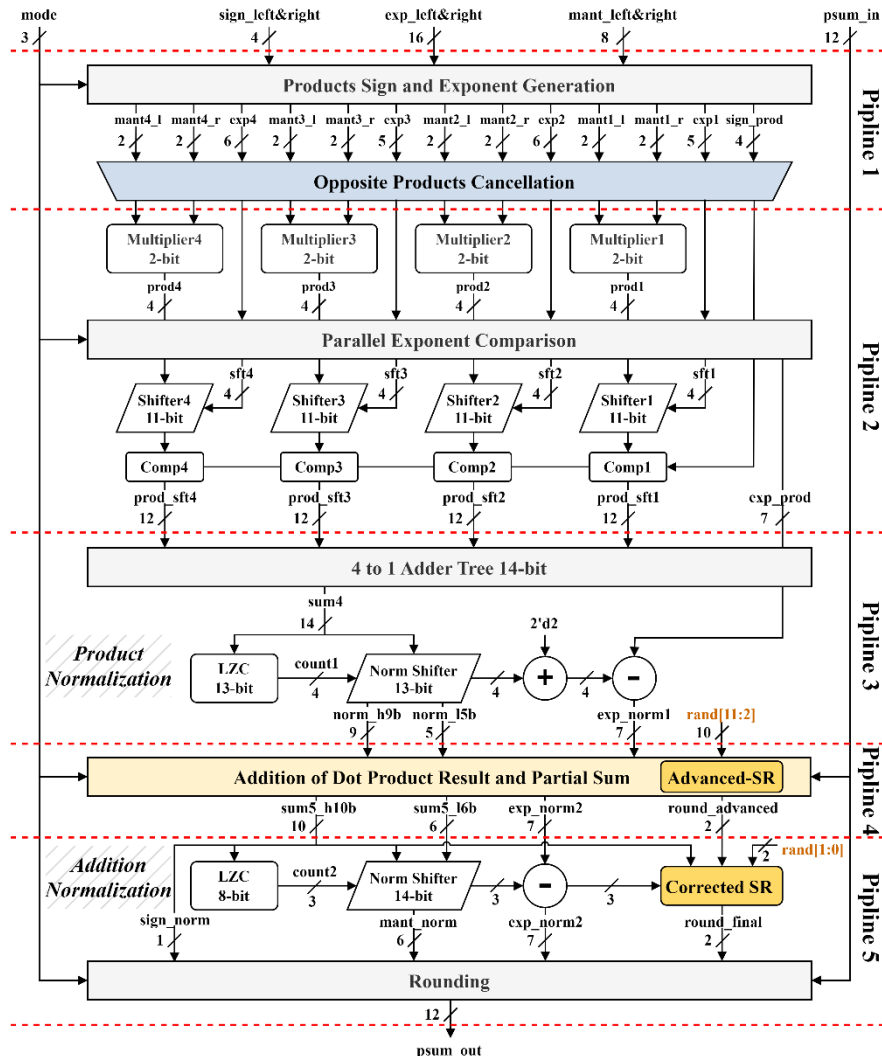 mode sign_left&right exp_left&right mant_left&right psum_in
3 4 16 8 12
Products Sign and Exponent Generation
mant4_l mant4_r exp4 mant3_l mant3_r exp3 mant2_l mant2_r exp2 mant1_l mant1_r exp1 sign_prod
2 2 6 2 2 5 2 2 6 2 2 5 4
Opposite Products Cancellation
Pipline 1
Multiplier4 Multiplier3 Multiplier2 Multiplier1
2-bit 2-bit 2-bit 2-bit
prod4 prod3 prod2 prod1
4 4 4 4
Parallel Exponent Comparison
sft4 sft3 sft2 sft1
4 4 4 4
Shifter4 Shifter3 Shifter2 Shifter1
11-bit 11-bit 11-bit 11-bit
Comp4 Comp3 Comp2 Comp1
prod_sft4 prod_sft3 prod_sft2 prod_sft1 exp_prod
12 12 12 12 7
Pipline 2
4 to 1 Adder Tree 14-bit
sum4
14
2'd2
Product
Normalization
LZC
13-bit
count1
4
Norm Shifter
13-bit
4
+
4
-
norm_h9b norm_l5b exp_norm1 rand[11:2]
9 5 7 10
Pipline 3
Addition of Dot Product Result and Partial Sum Advanced-SR
sum5_h10b sum5_l6b exp_norm2 round_advanced
10 6 7 2
Pipline 4
Addition
Normalization
LZC
8-bit
count2
3
Norm Shifter
14-bit
3
-
3
2
rand[1:0]
Corrected SR
sign_norm mant_norm exp_norm2 round_final
1 6 7 2
Pipline 5
Rounding
12
psum_out